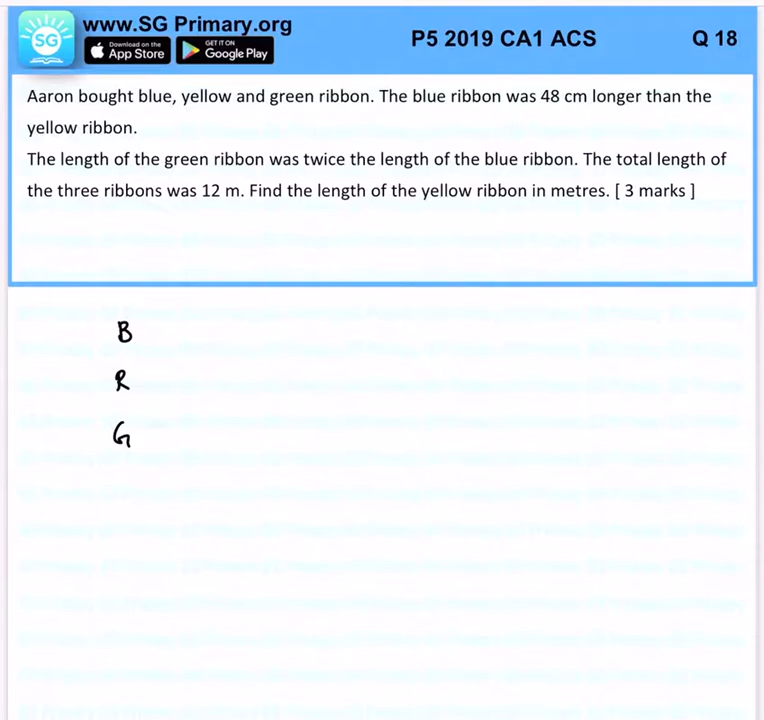 www.SG Primary.org
SG
Download on the
App Store
GET IT ON
Google Play
P5 2019 CA1 ACS
Q 18
Aaron bought blue, yellow and green ribbon. The blue ribbon was 48 cm longer than the
yellow ribbon.
The length of the green ribbon was twice the length of the blue ribbon. The total length of
the three ribbons was 12 m. Find the length of the yellow ribbon in metres. [ 3 marks ]
B
R
G